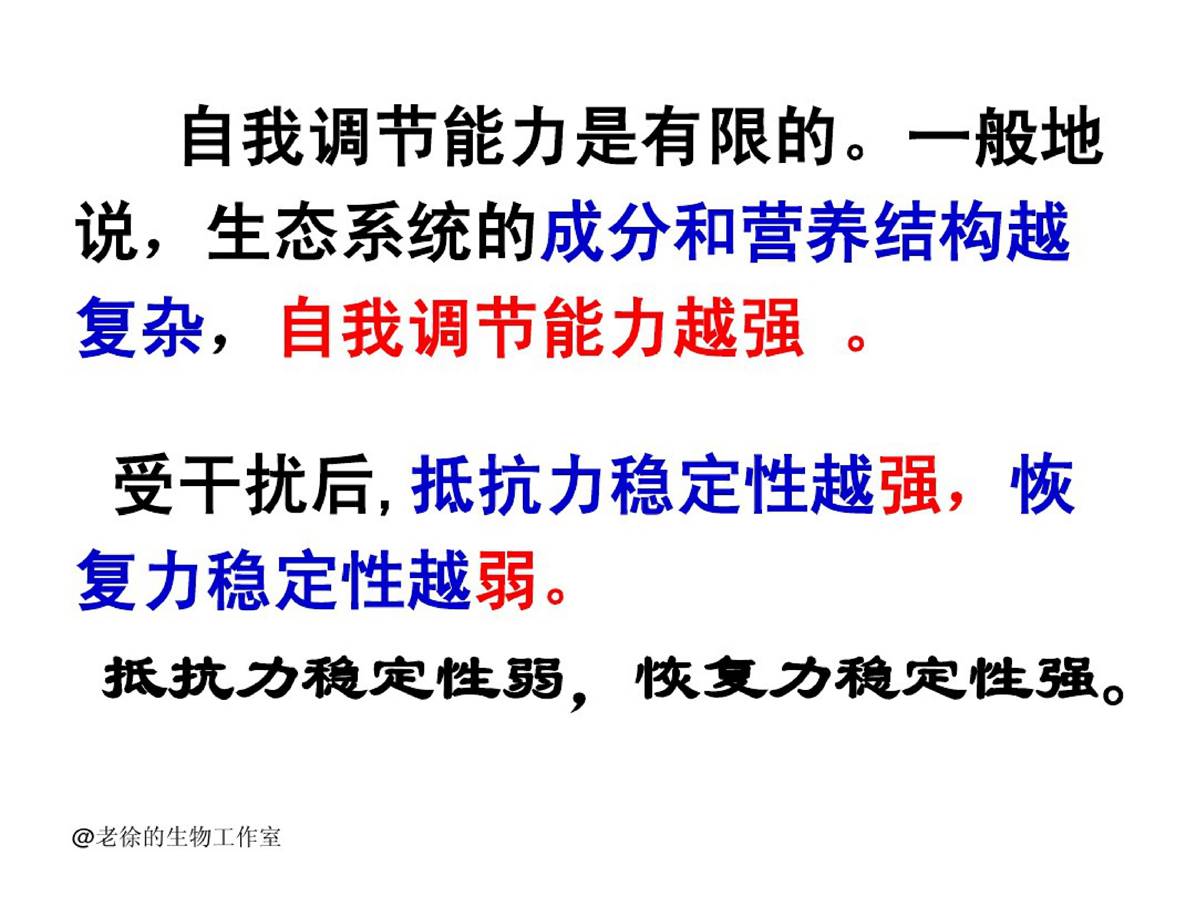 自我调节能力是有限的。一般地
说，生态系统的成分和营养结构越
复杂，自我调节能力越强 。
受干扰后,抵抗力稳定性越强，恢
复力稳定性越弱。
抵抗力稳定性弱，恢复力稳定性强。
@老徐的生物工作室